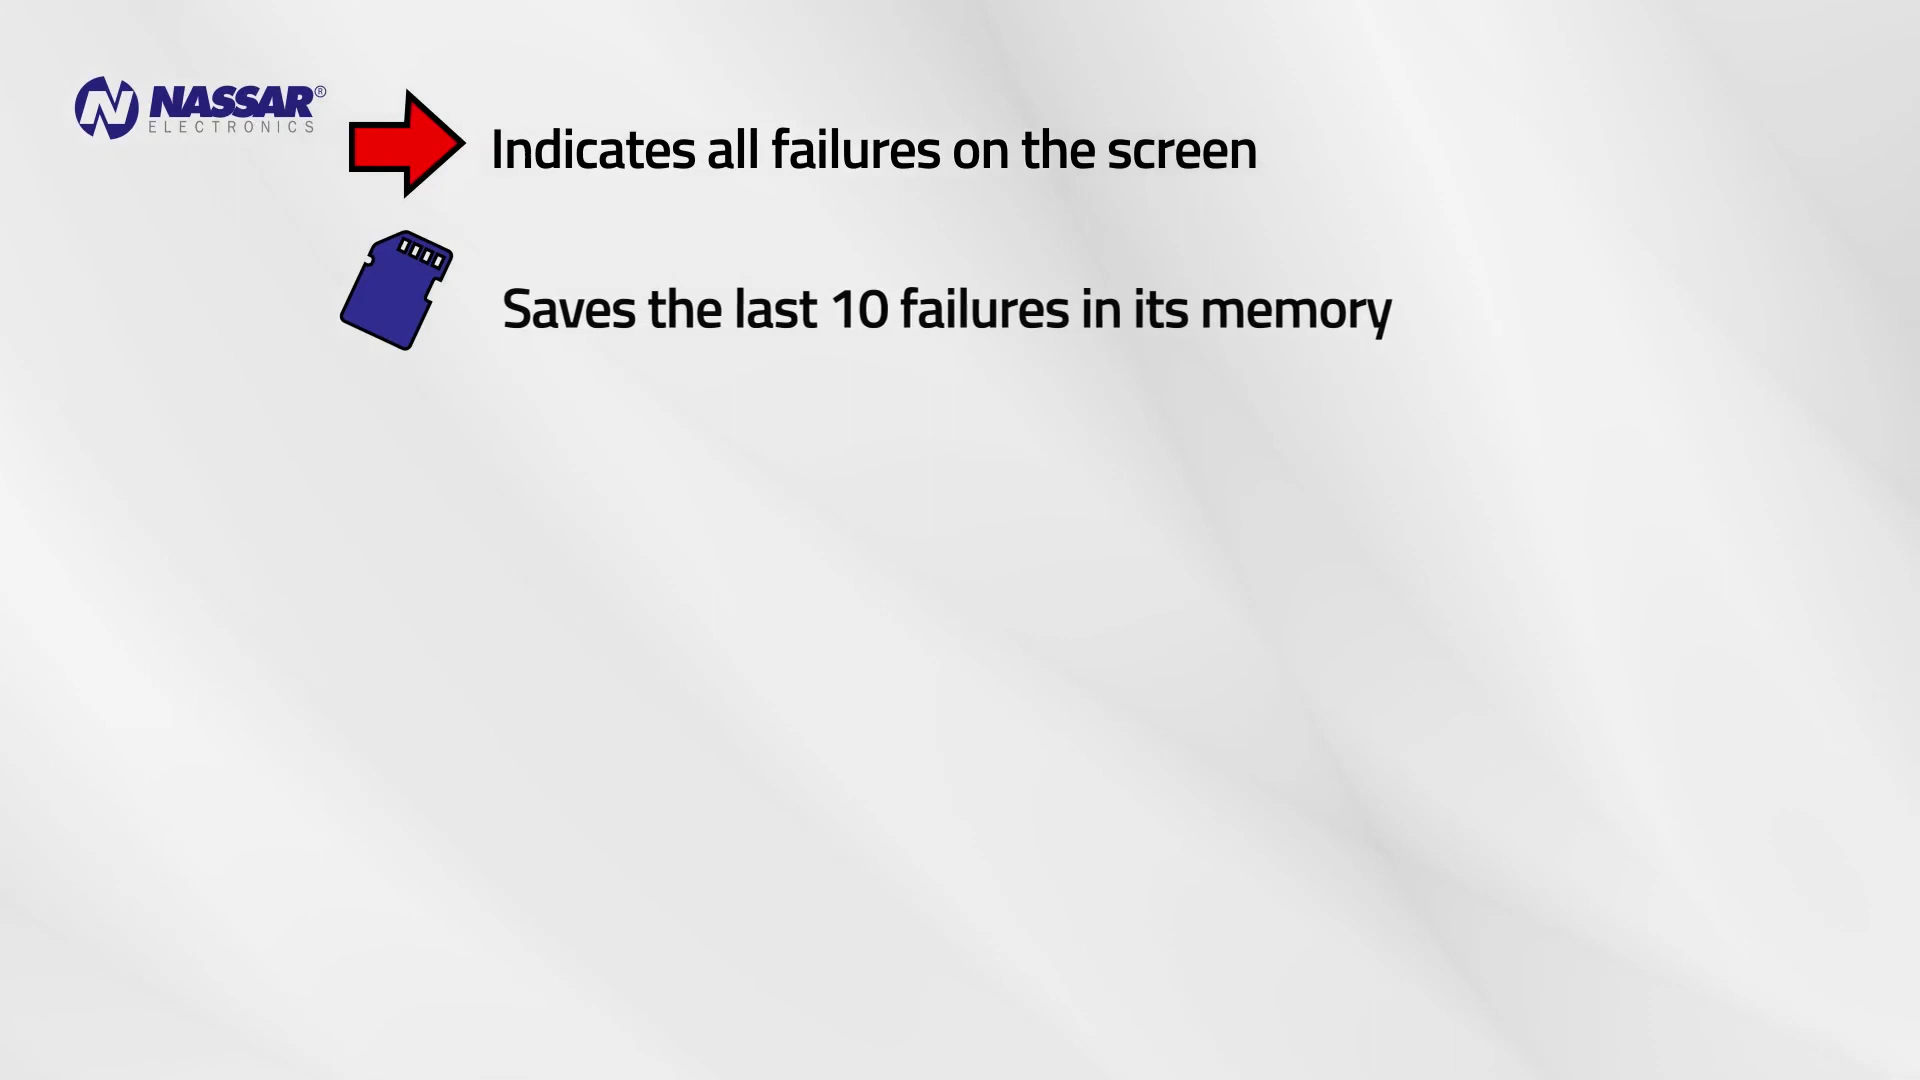 NASSAR®
ELECTRONICS
Indicates all failures on the screen
Saves the last 10 failures in its memory